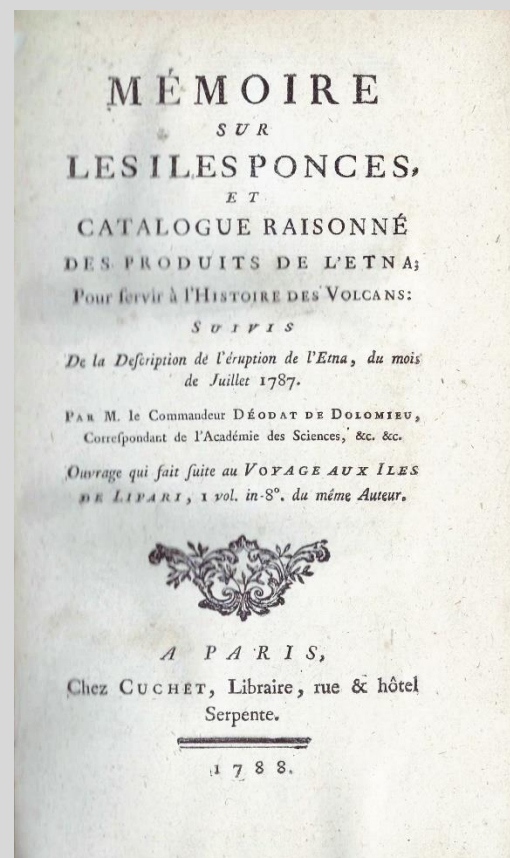 MÉMOIRE
SUR
LES ILES PONCES,
ET
CATALOGUE RAISONNÉ
DES PRODUITS DE L'ETNA;
Pour ſervir à l'HISTOIRE DES VOLCANS:
SUIVIS
De la Deſcription de l'éruption de l'Etna, du mois
de Juillet 1787.
PAR M. le Commandeur DÉODAT DE DOLOMIEU,
Correſpondant de l'Académie des Sciences, &c. &c.
Ouvrage qui fait ſuite au VOYAGE AUX ILES
DE LIPARI, 1 vol. in-8°. du même Auteur.
A PARIS,
Chez CUCHET, Libraire, rue & hôtel
Serpente.
1788.